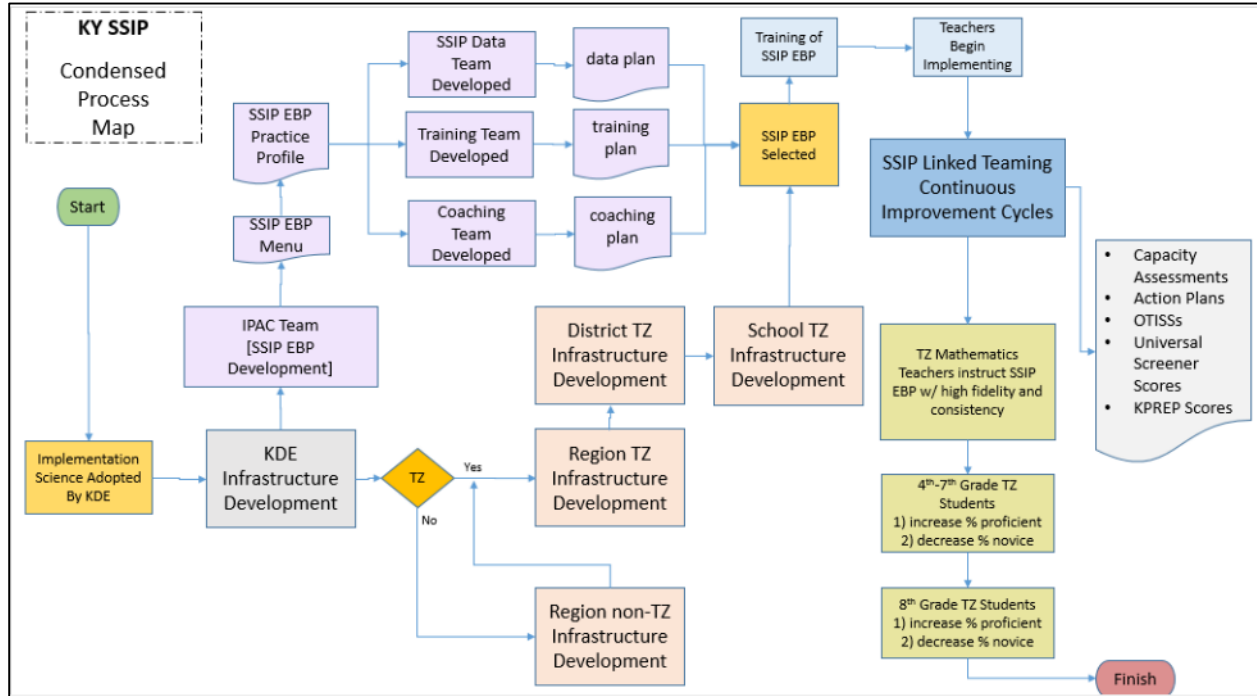 KY SSIP
Condensed
Process
Map
Start
Implementation
Science Adopted
By KDE
KDE
Infrastructure
Development
IPAC Team
[SSIP EBP
Development]
SSIP EBP
Menu
SSIP EBP
Practice
Profile
SSIP Data
Team
Developed
data plan
Training Team
Developed
training
plan
Coaching
Team
Developed
coaching
plan
TZ
Yes
No
Region non-TZ
Infrastructure
Development
Region TZ
Infrastructure
Development
District TZ
Infrastructure
Development
School TZ
Infrastructure
Development
SSIP EBP
Selected
Training of
SSIP EBP
Teachers
Begin
Implementing
SSIP Linked Teaming
Continuous
Improvement Cycles
• Capacity
Assessments
• Action Plans
• OTISSs
• Universal
Screener
Scores
• KPREP Scores
TZ Mathematics
Teachers instruct SSIP
EBP w/ high fidelity and
consistency
4th-7th Grade TZ
Students
1) increase % proficient
2) decrease % novice
8th Grade TZ Students
1) increase % proficient
2) decrease % novice
Finish